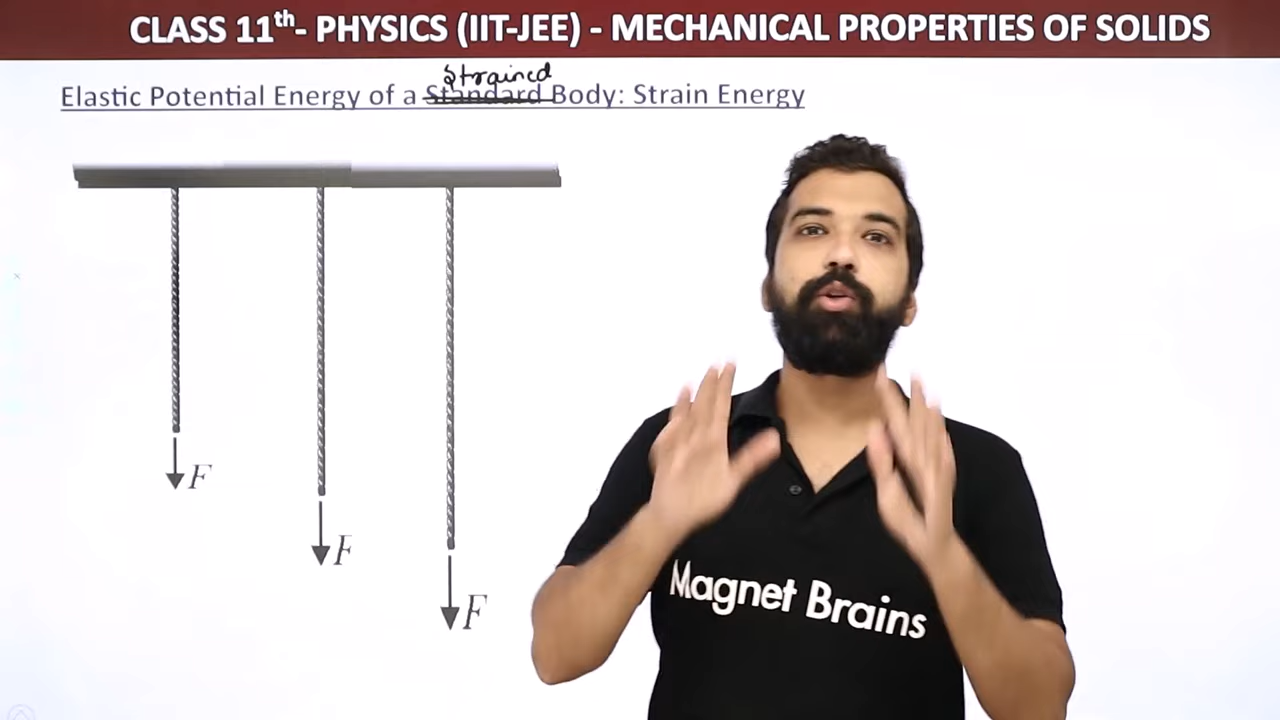 CLASS 11th- PHYSICS (IIT-JEE) - MECHANICAL PROPERTIES OF SOLIDS
Strained
Elastic Potential Energy of a Standard Body: Strain Energy
F
F
F
Magnet Brains